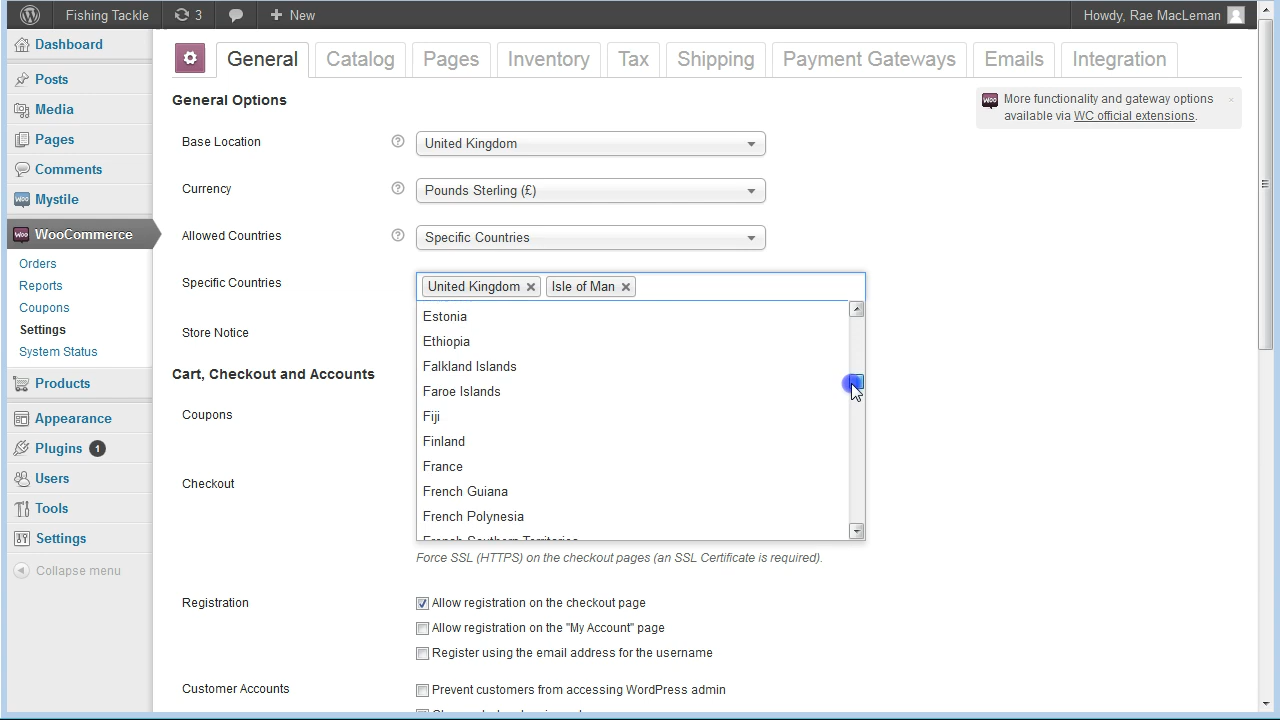 Fishing Tackle 3 New Howdy, Rae MacLeman
Dashboard
Posts
Media
Pages
Comments
Mystile
WooCommerce
Orders
Reports
Coupons
Settings
System Status
Products
Appearance
Plugins 1
Users
Tools
Settings
Collapse menu
General Catalog Pages Inventory Tax Shipping Payment Gateways Emails Integration
General Options
More functionality and gateway options
available via WC official extensions.
Base Location ? United Kingdom
Currency ? Pounds Sterling (£)
Allowed Countries ? Specific Countries
Specific Countries United Kingdom × Isle of Man ×
Estonia
Ethiopia
Falkland Islands
Faroe Islands
Fiji
Finland
France
French Guiana
French Polynesia
French Southern Territories
Store Notice
Cart, Checkout and Accounts
Coupons
Checkout
Force SSL (HTTPS) on the checkout pages (an SSL Certificate is required).
Registration Allow registration on the checkout page
Allow registration on the "My Account" page
Register using the email address for the username
Customer Accounts Prevent customers from accessing WordPress admin